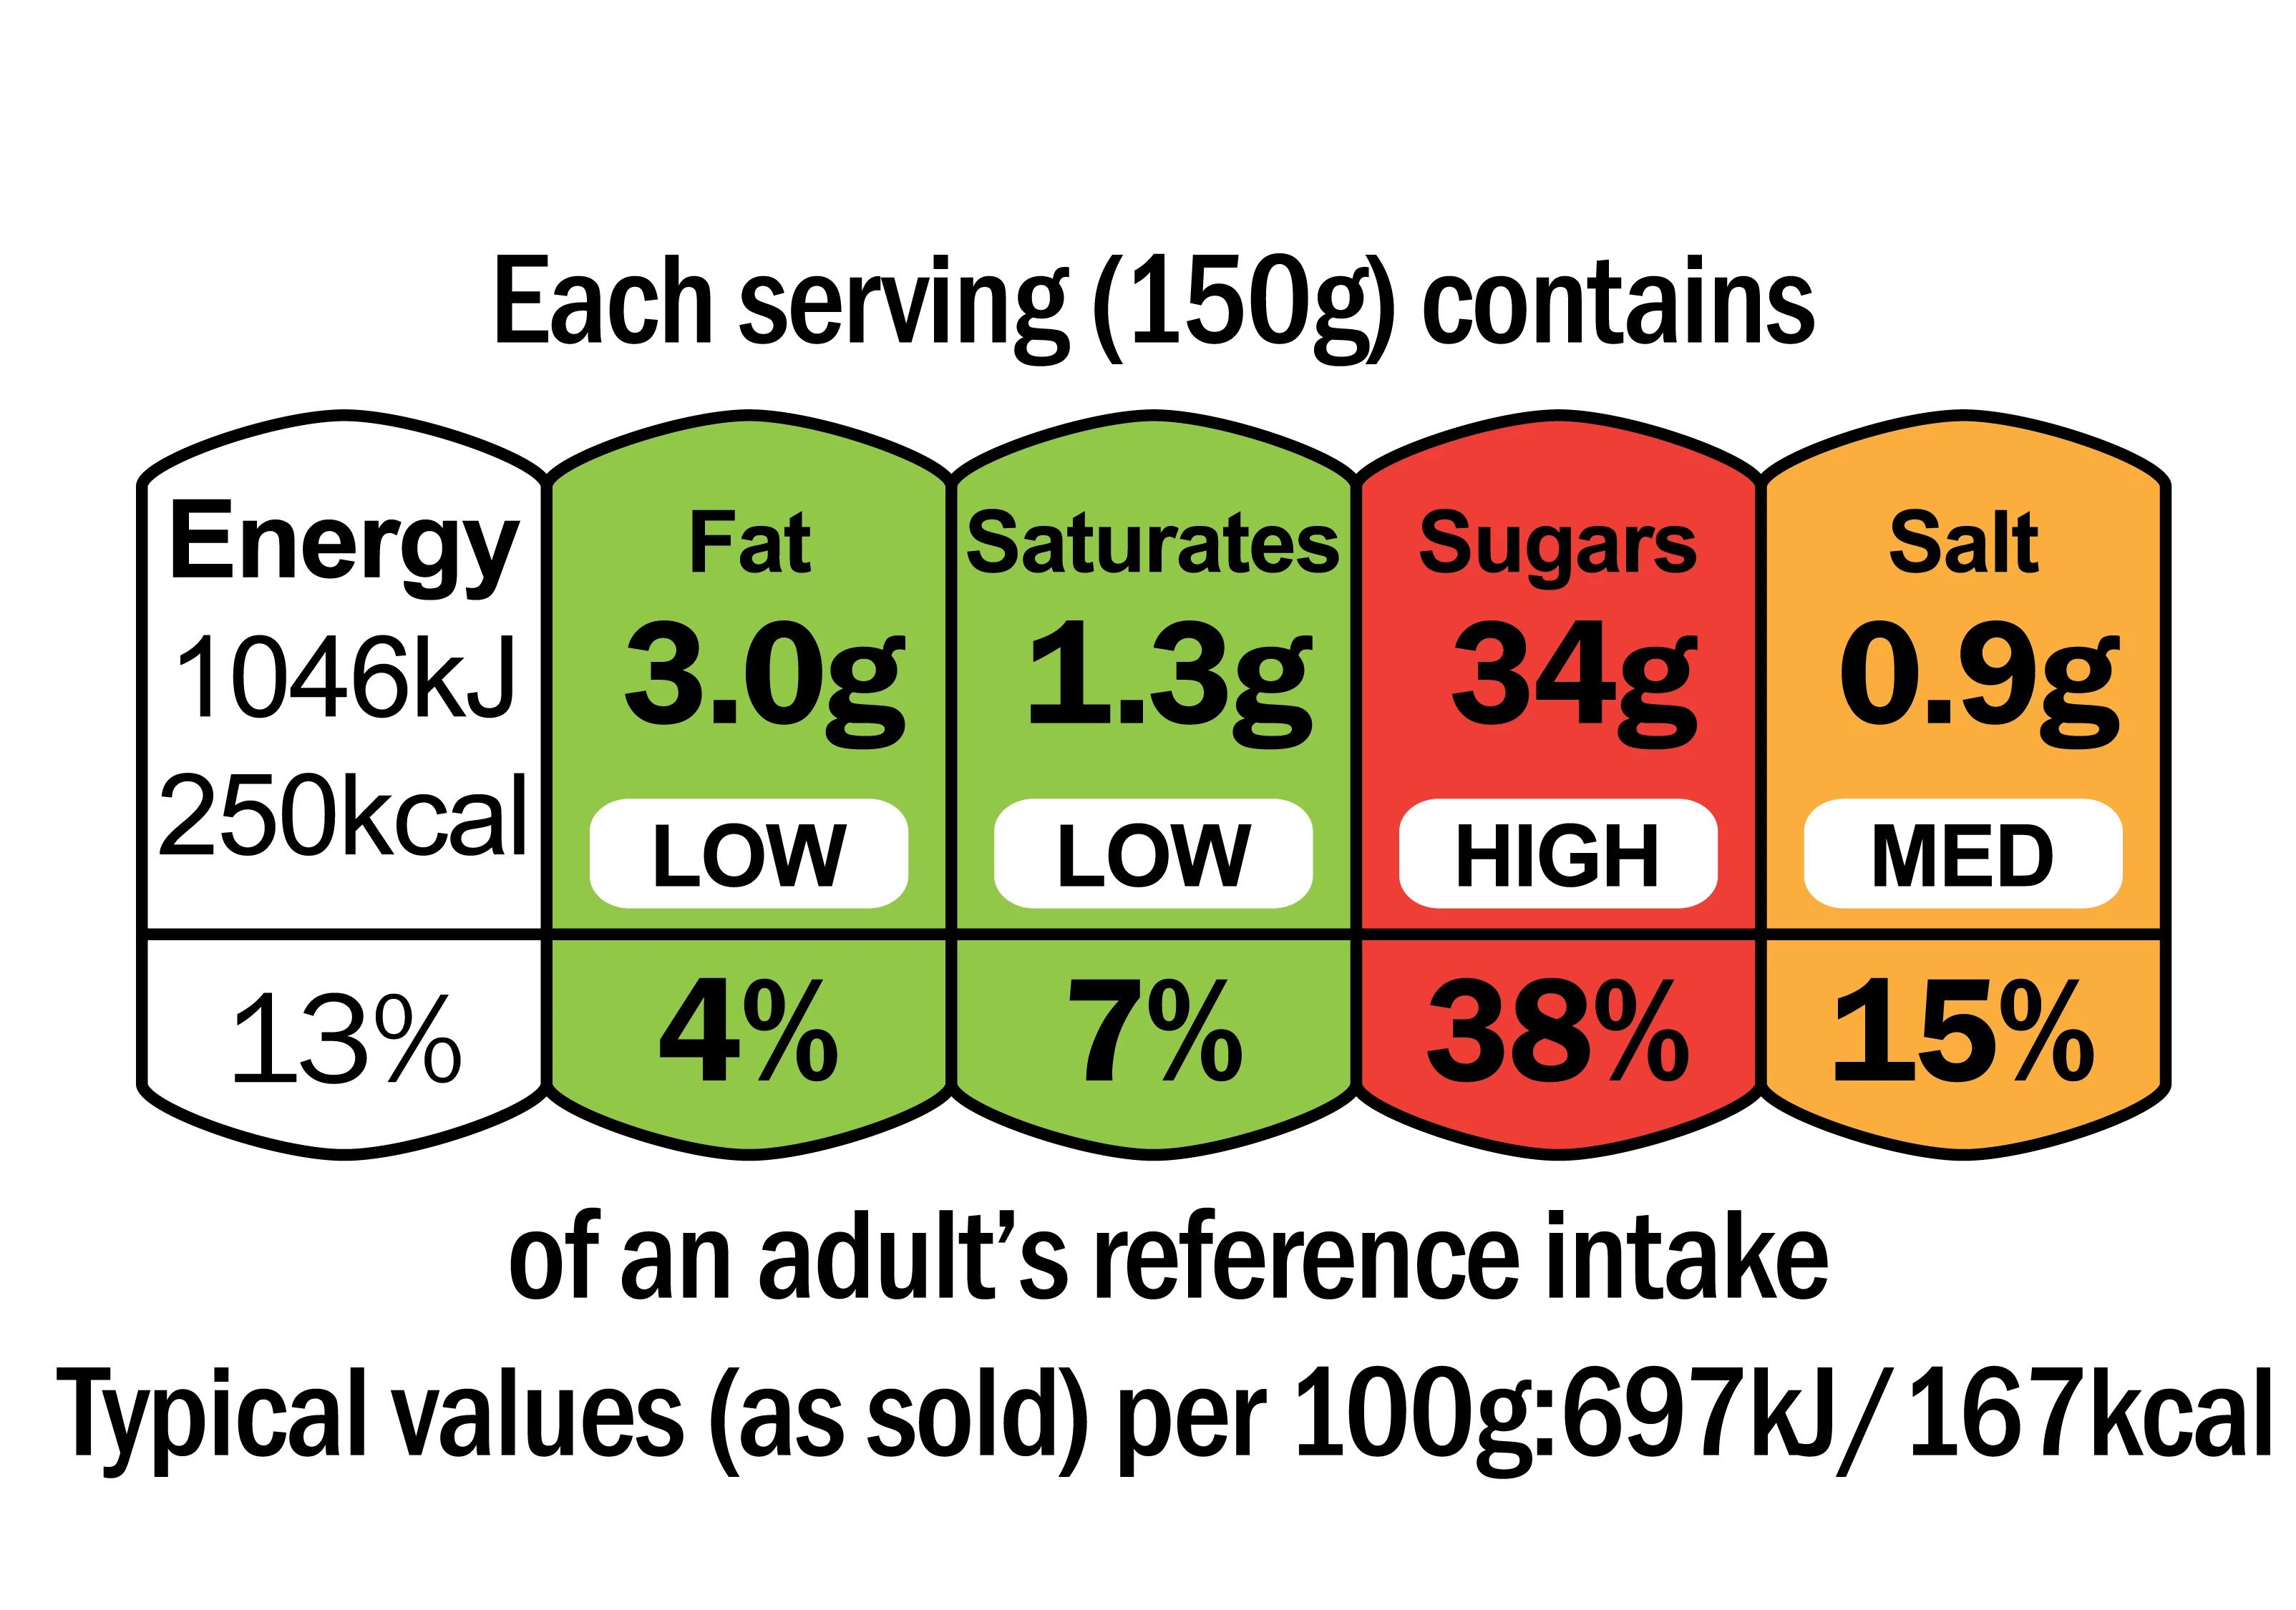 Each serving (150g) contains
Energy Fat Saturates Sugars Salt
1046kJ 3.0g 1.3g 34g 0.9g
250kcal LOW LOW HIGH MED
13% 4% 7% 38% 15%
of an adult’s reference intake
Typical values (as sold) per 100g:697kJ/167kcal